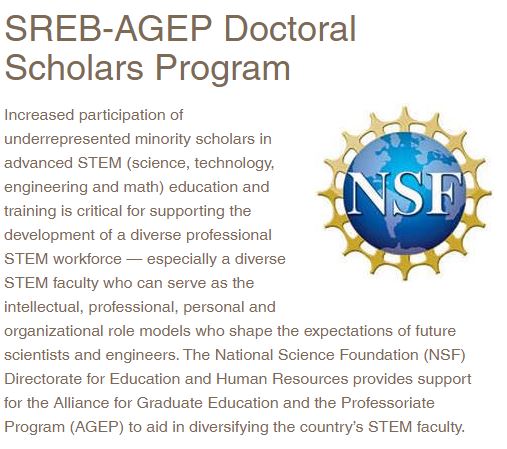 SREB-AGEP Doctoral
Scholars Program
Increased participation of
underrepresented minority scholars in
advanced STEM (science, technology,
engineering and math) education and
training is critical for supporting the
development of a diverse professional
STEM workforce — especially a diverse
STEM faculty who can serve as the
intellectual, professional, personal and
organizational role models who shape the expectations of future
scientists and engineers. The National Science Foundation (NSF)
Directorate for Education and Human Resources provides support
for the Alliance for Graduate Education and the Professoriate
Program (AGEP) to aid in diversifying the country’s STEM faculty.
NSF